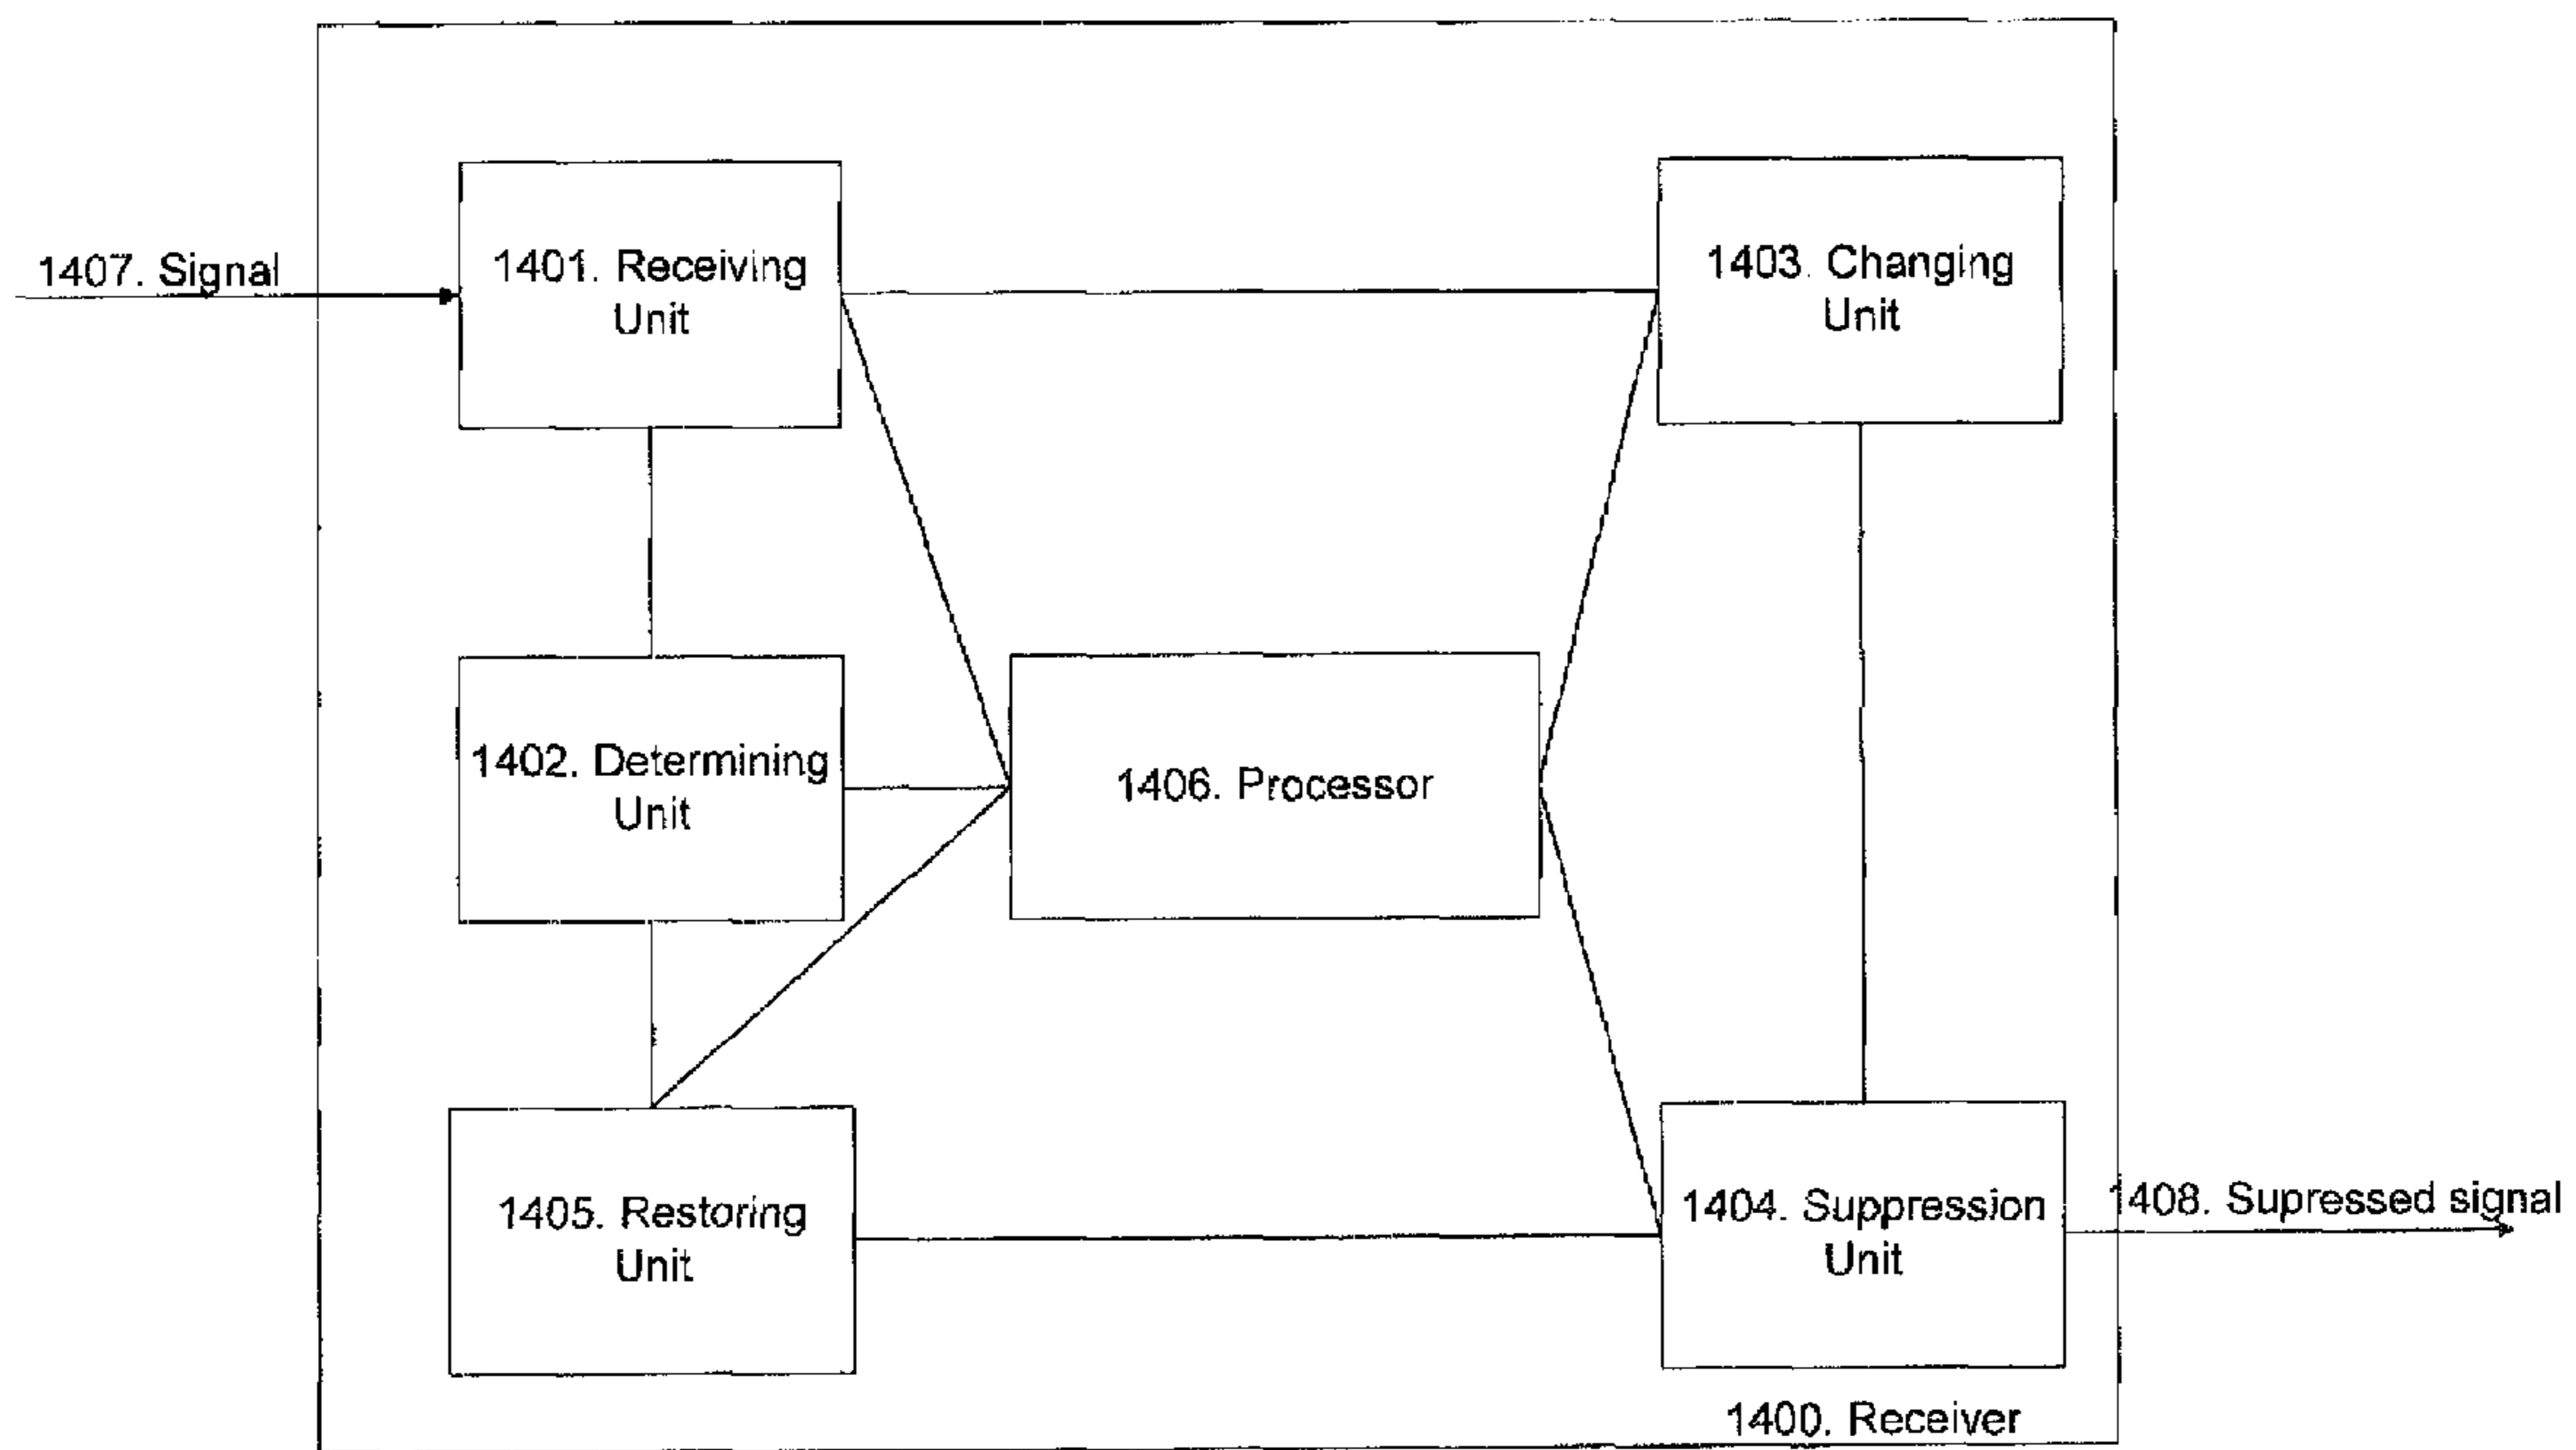 1407. Signal
1401. Receiving
Unit
1403. Changing
Unit
1402. Determining
Unit
1406. Processor
1405. Restoring
Unit
1404. Suppression
Unit
1408. Supressed signal
1400. Receiver